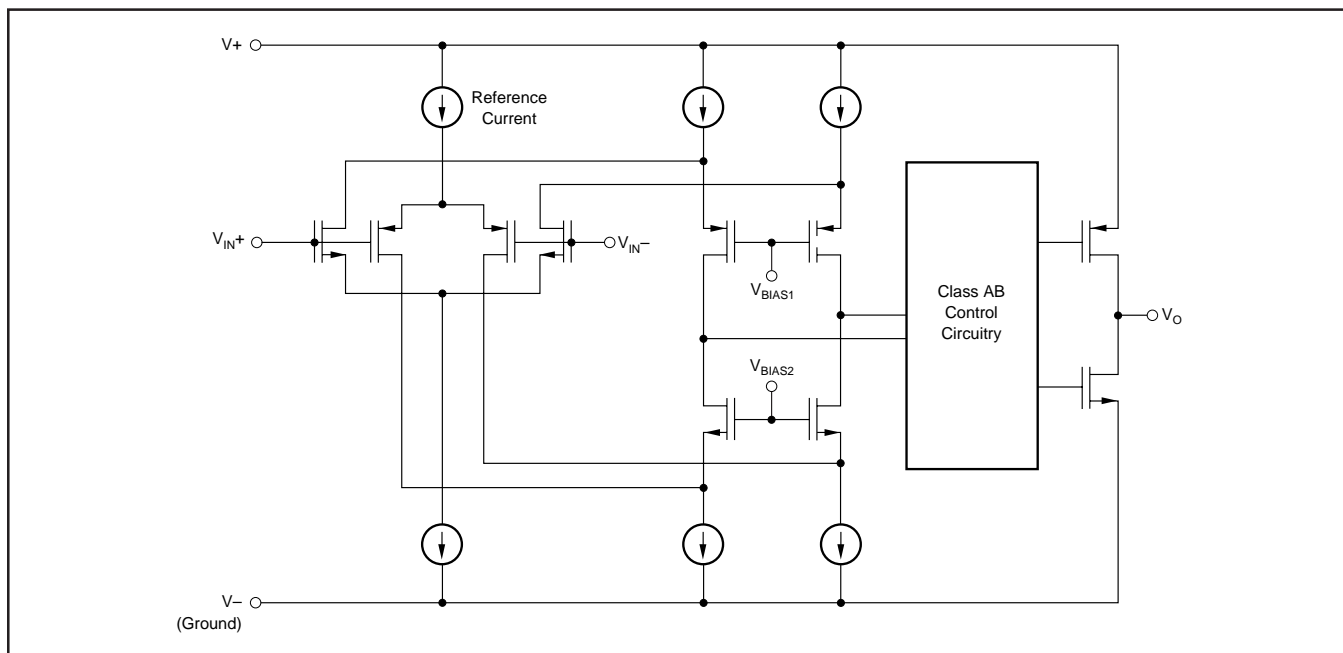 V+
Reference
Current
V_IN+
V_IN−
V_BIAS1
Class AB
Control
Circuitry
V_O
V_BIAS2
V−
(Ground)